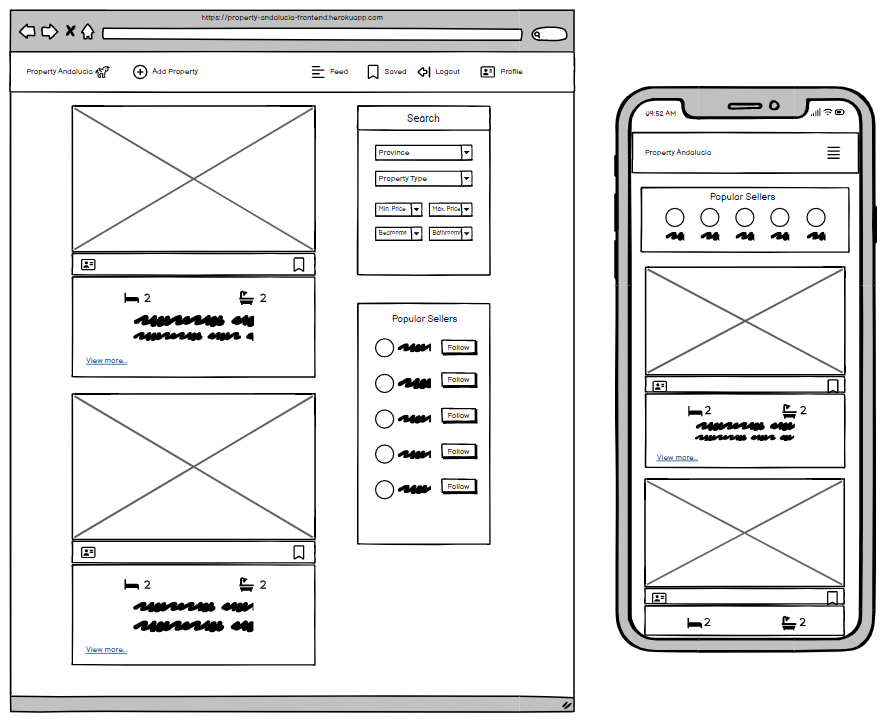 https://property-andalucia-frontend.herokuapp.com
Property Andalucia Add Property Feed Saved Logout Profile
Search
Province
Property Type
Min. Price Max. Price
Bedrooms Bathrooms
2 2
View more..
Popular Sellers
Follow
Follow
Follow
Follow
Follow
2 2
View more..
09:52 AM
Property Andalucia
Popular Sellers
2 2
View more..
2 2